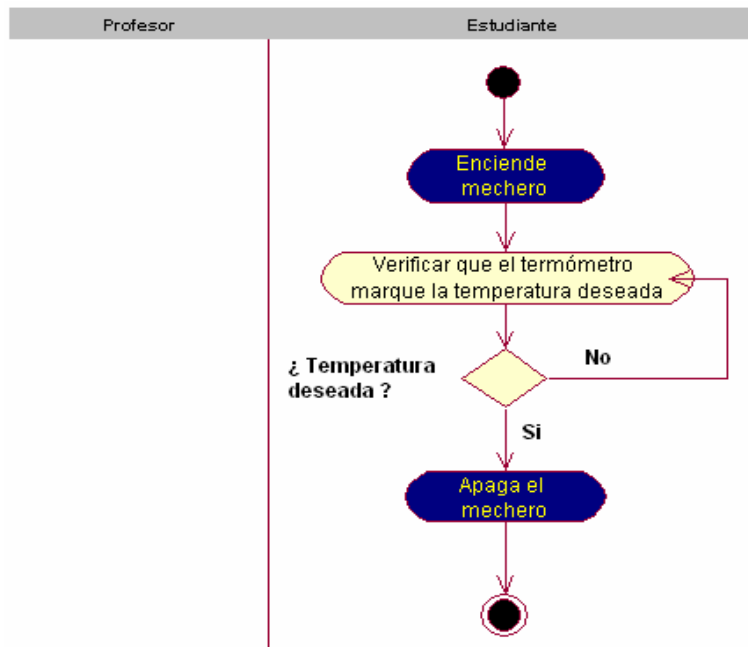 Profesor
Estudiante
Enciende
mechero
Verificar que el termómetro
marque la temperatura deseada
¿ Temperatura
deseada ?
No
Si
Apaga el
mechero